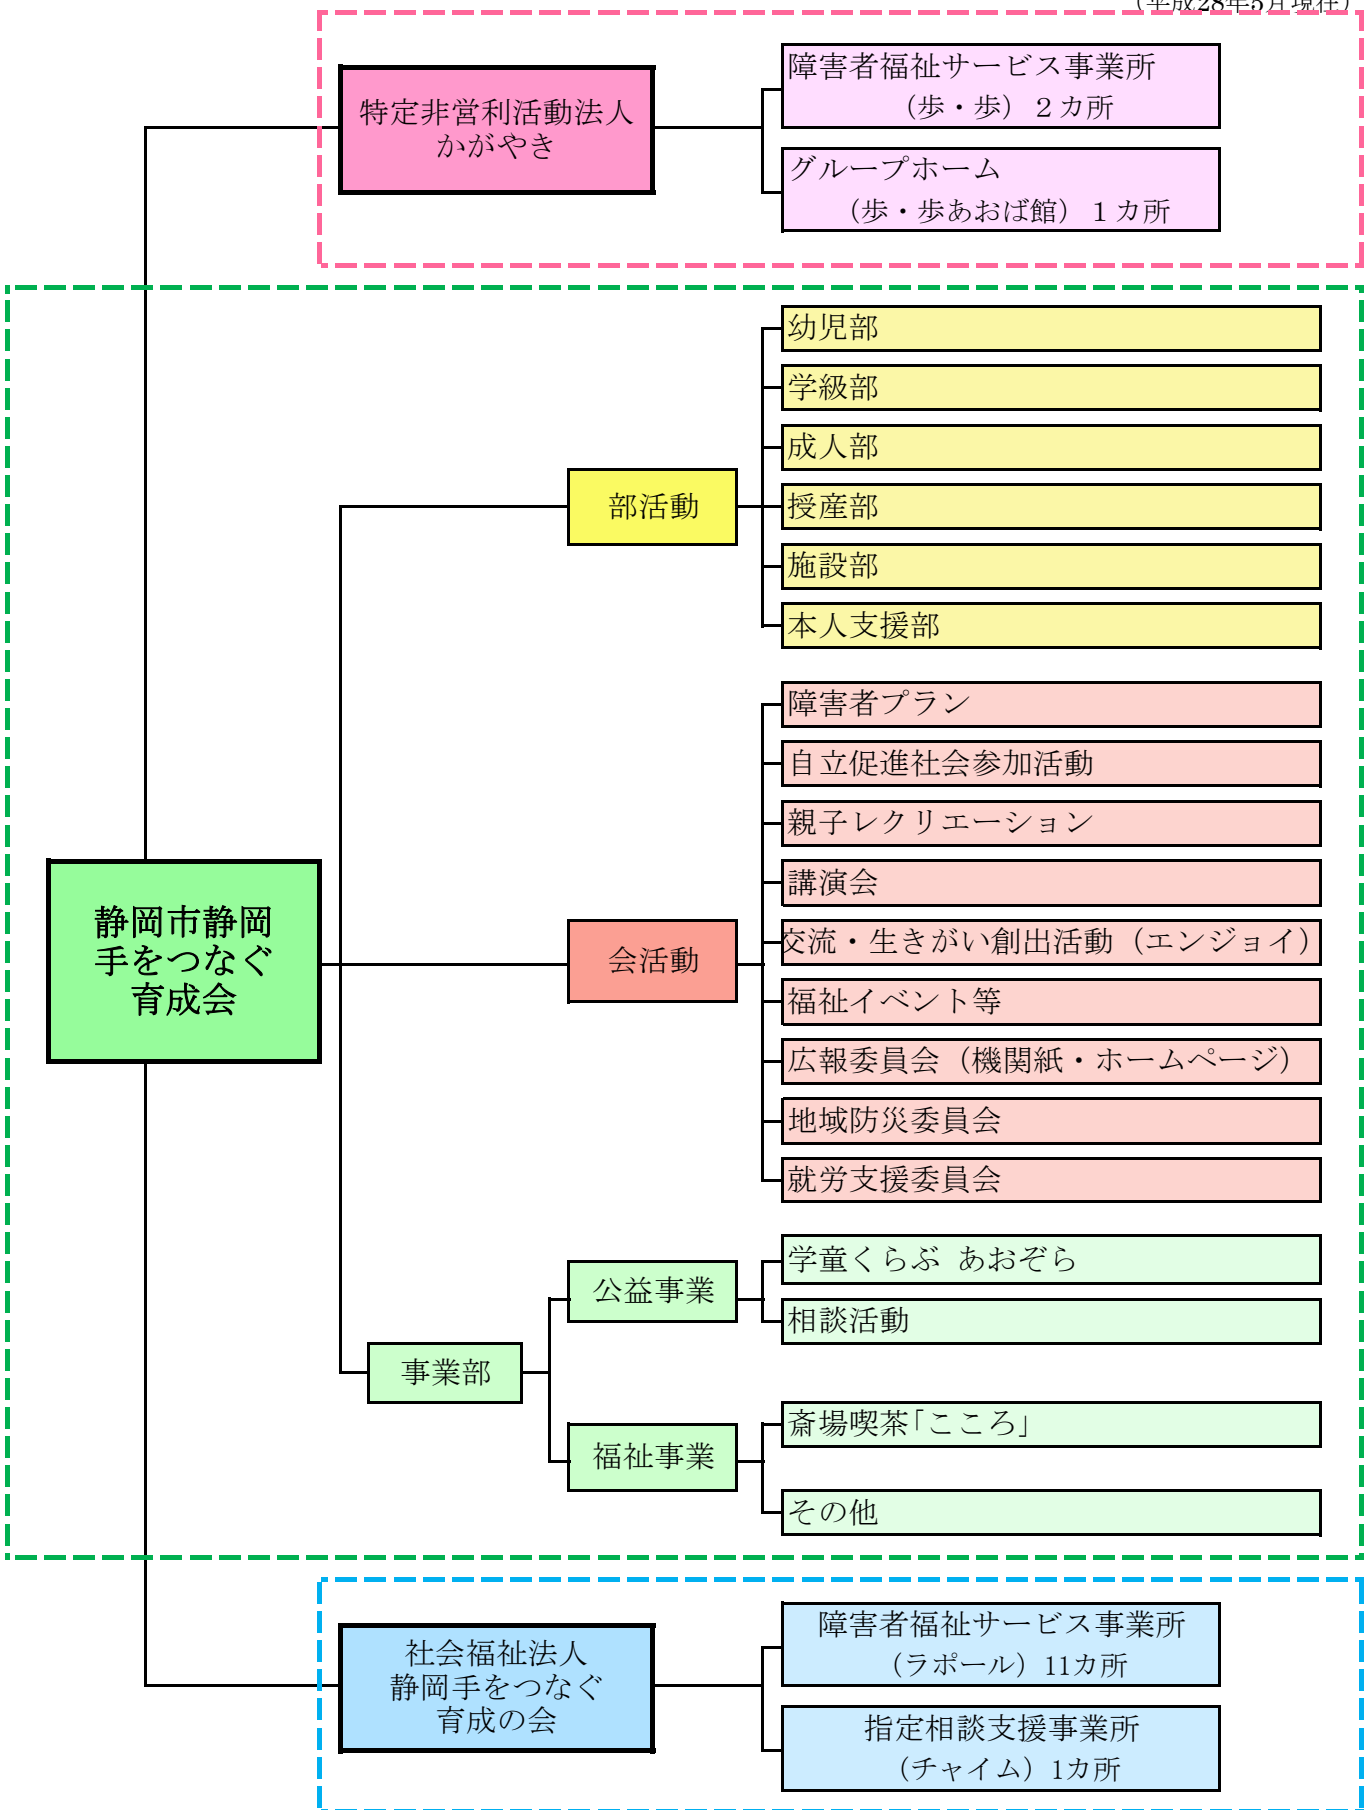 （平成28年5月現在）
特定非営利活動法人
かがやき
障害者福祉サービス事業所
（歩・歩）２カ所
グループホーム
（歩・歩あおば館）１カ所
幼児部
学級部
成人部
部活動
授産部
施設部
本人支援部
障害者プラン
自立促進社会参加活動
親子レクリエーション
講演会
静岡市静岡
手をつなぐ
育成会
会活動
交流・生きがい創出活動（エンジョイ）
福祉イベント等
広報委員会（機関紙・ホームページ）
地域防災委員会
就労支援委員会
事業部
公益事業
学童くらぶ あおぞら
相談活動
福祉事業
斎場喫茶「こころ」
その他
社会福祉法人
静岡手をつなぐ
育成の会
障害者福祉サービス事業所
（ラポール）11カ所
指定相談支援事業所
（チャイム）1カ所